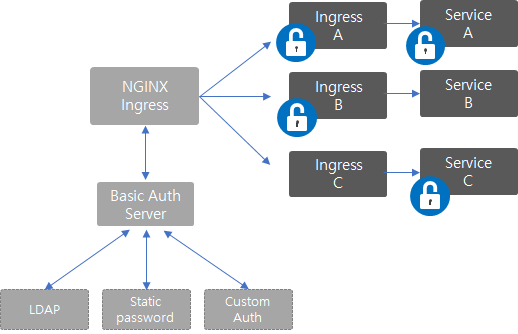 Ingress
A
Service
A
NGINX
Ingress
Ingress
B
Service
B
Ingress
C
Service
C
Basic Auth
Server
LDAP
Static
password
Custom
Auth